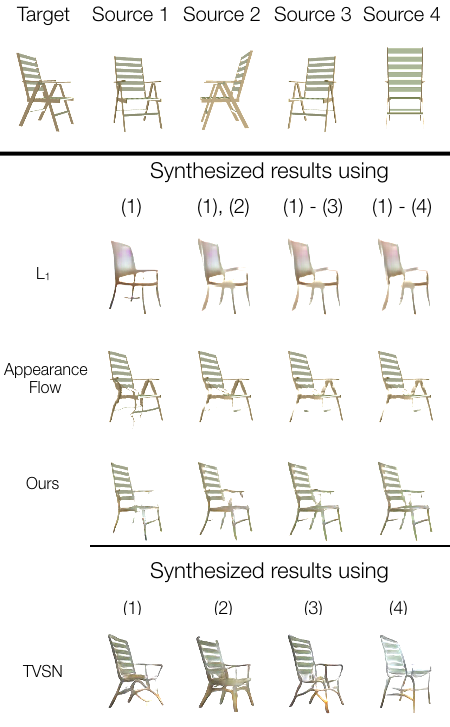 Target Source 1 Source 2 Source 3 Source 4
Synthesized results using
(1) (1), (2) (1) - (3) (1) - (4)
L₁
Appearance
Flow
Ours
Synthesized results using
(1) (2) (3) (4)
TVSN